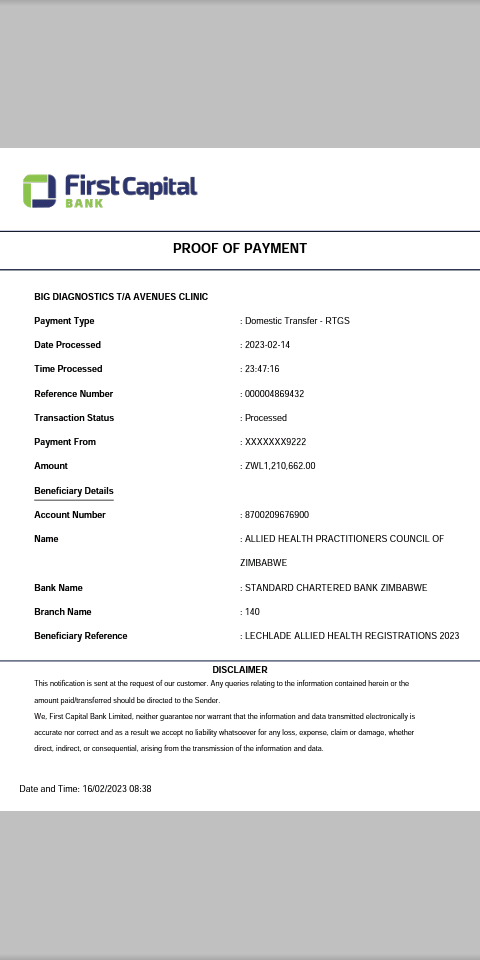 First Capital
BANK
PROOF OF PAYMENT
BIG DIAGNOSTICS T/A AVENUES CLINIC
Payment Type : Domestic Transfer - RTGS
Date Processed : 2023-02-14
Time Processed : 23:47:16
Reference Number : 000004869432
Transaction Status : Processed
Payment From : XXXXXXX9222
Amount : ZWL1,210,662.00
Beneficiary Details
Account Number : 8700209676900
Name : ALLIED HEALTH PRACTITIONERS COUNCIL OF
ZIMBABWE
Bank Name : STANDARD CHARTERED BANK ZIMBABWE
Branch Name : 140
Beneficiary Reference : LECHLADE ALLIED HEALTH REGISTRATIONS 2023
DISCLAIMER
This notification is sent at the request of our customer. Any queries relating to the information contained herein or the
amount paid/transferred should be directed to the Sender.
We, First Capital Bank Limited, neither guarantee nor warrant that the information and data transmitted electronically is
accurate nor correct and as a result we accept no liability whatsoever for any loss, expense, claim or damage, whether
direct, indirect, or consequential, arising from the transmission of the information and data.
Date and Time: 16/02/2023 08:38